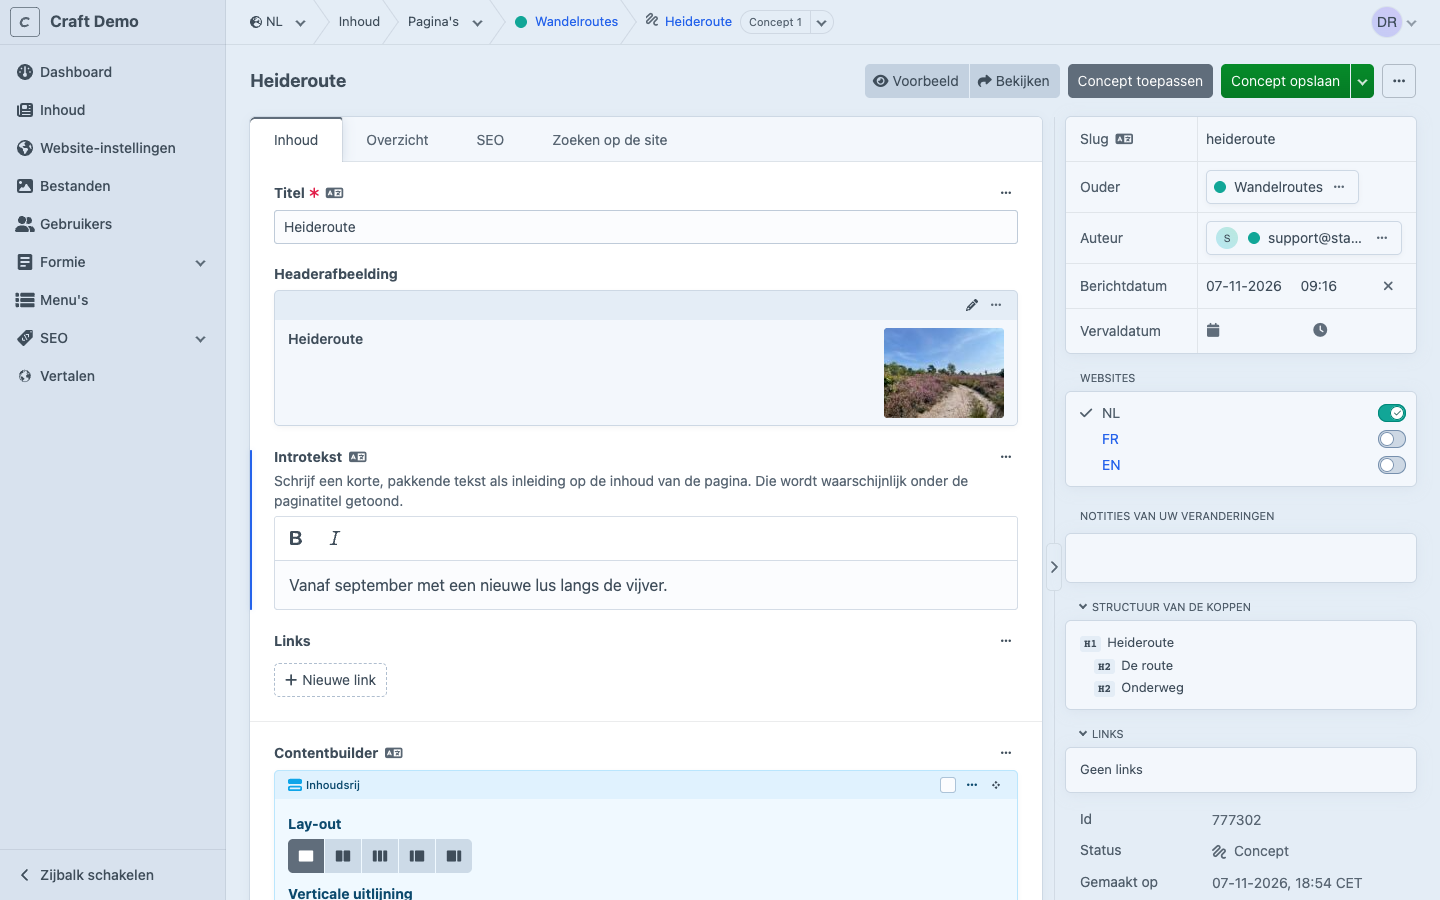 C Craft Demo
NL Inhoud Pagina's Wandelroutes Heideroute Concept 1
DR
Dashboard
Inhoud
Website-instellingen
Bestanden
Gebruikers
Formie
Menu's
SEO
Vertalen
Zijbalk schakelen
Heideroute
Voorbeeld Bekijken Concept toepassen Concept opslaan
Inhoud Overzicht SEO Zoeken op de site
Titel
Heideroute
Headerafbeelding
Heideroute
Introtekst
Schrijf een korte, pakkende tekst als inleiding op de inhoud van de pagina. Die wordt waarschijnlijk onder de
paginatitel getoond.
B I
Vanaf september met een nieuwe lus langs de vijver.
Links
Nieuwe link
Contentbuilder
Inhoudsrij
Lay-out
Verticale uitlijning
Slug heideroute
Ouder Wandelroutes
Auteur S support@sta...
Berichtdatum 07-11-2026 09:16
Vervaldatum
WEBSITES
NL
FR
EN
NOTITIES VAN UW VERANDERINGEN
STRUCTUUR VAN DE KOPPEN
H1 Heideroute
H2 De route
H2 Onderweg
LINKS
Geen links
Id 777302
Status Concept
Gemaakt op 07-11-2026, 18:54 CET